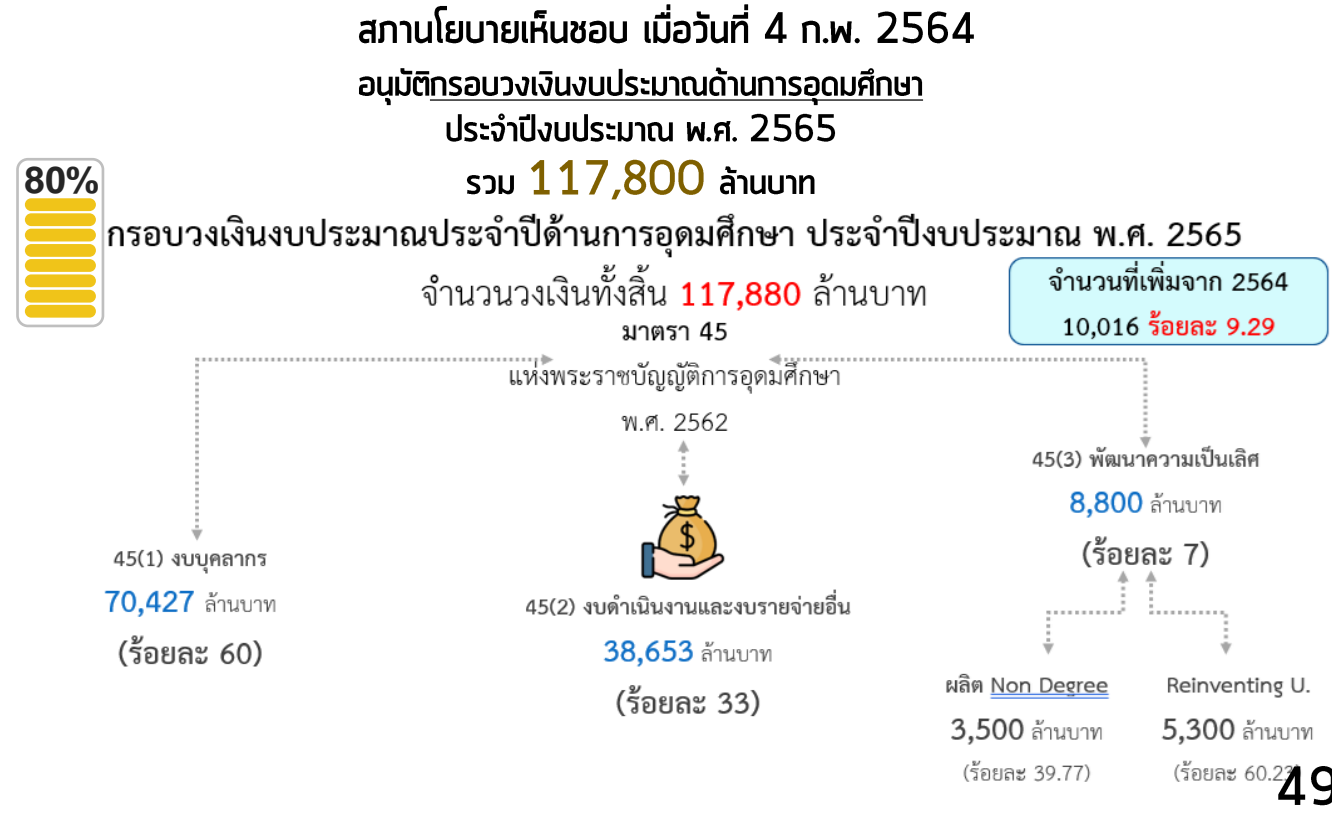 สภานโยบายเห็นชอบ เมื่อวันที่ 4 ก.พ. 2564
อนุมัติกรอบวงเงินงบประมาณด้านการอุดมศึกษา
ประจำปีงบประมาณ พ.ศ. 2565
รวม 117,800 ล้านบาท
80%
กรอบวงเงินงบประมาณประจำปีด้านการอุดมศึกษา ประจำปีงบประมาณ พ.ศ. 2565
จำนวนวงเงินทั้งสิ้น 117,880 ล้านบาท
จำนวนที่เพิ่มจาก 2564
10,016 ร้อยละ 9.29
มาตรา 45
แห่งพระราชบัญญัติการอุดมศึกษา
พ.ศ. 2562
45(1) งบบุคลากร
70,427 ล้านบาท
(ร้อยละ 60)
$
45(2) งบดำเนินงานและงบรายจ่ายอื่น
38,653 ล้านบาท
(ร้อยละ 33)
45(3) พัฒนาความเป็นเลิศ
8,800 ล้านบาท
(ร้อยละ 7)
ผลิต Non Degree
3,500 ล้านบาท
(ร้อยละ 39.77)
Reinventing U.
5,300 ล้านบาท
(ร้อยละ 60.23)
49